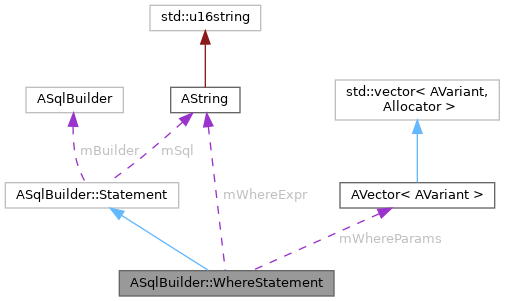 std::u16string
std::vector< AVariant,
Allocator >
ASqlBuilder
AString
mBuilder
mSql
mWhereExpr
ASqlBuilder::Statement
AVector< AVariant >
mWhereParams
ASqlBuilder::WhereStatement